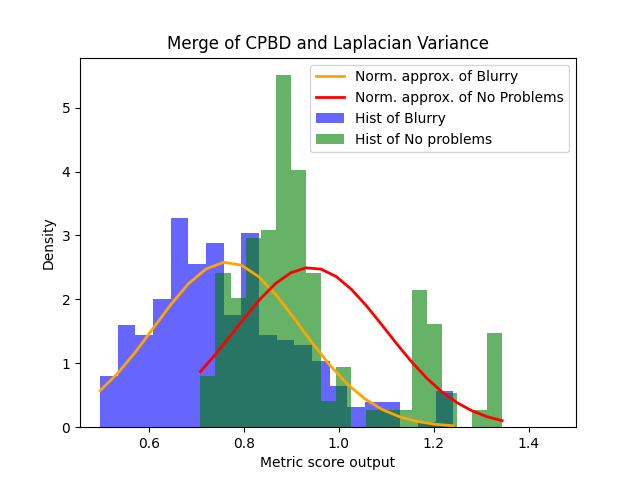 Merge of CPBD and Laplacian Variance
Norm. approx. of Blurry
Norm. approx. of No Problems
Hist of Blurry
Hist of No problems
Density
5
4
3
2
1
0
0.6 0.8 1.0 1.2 1.4
Metric score output